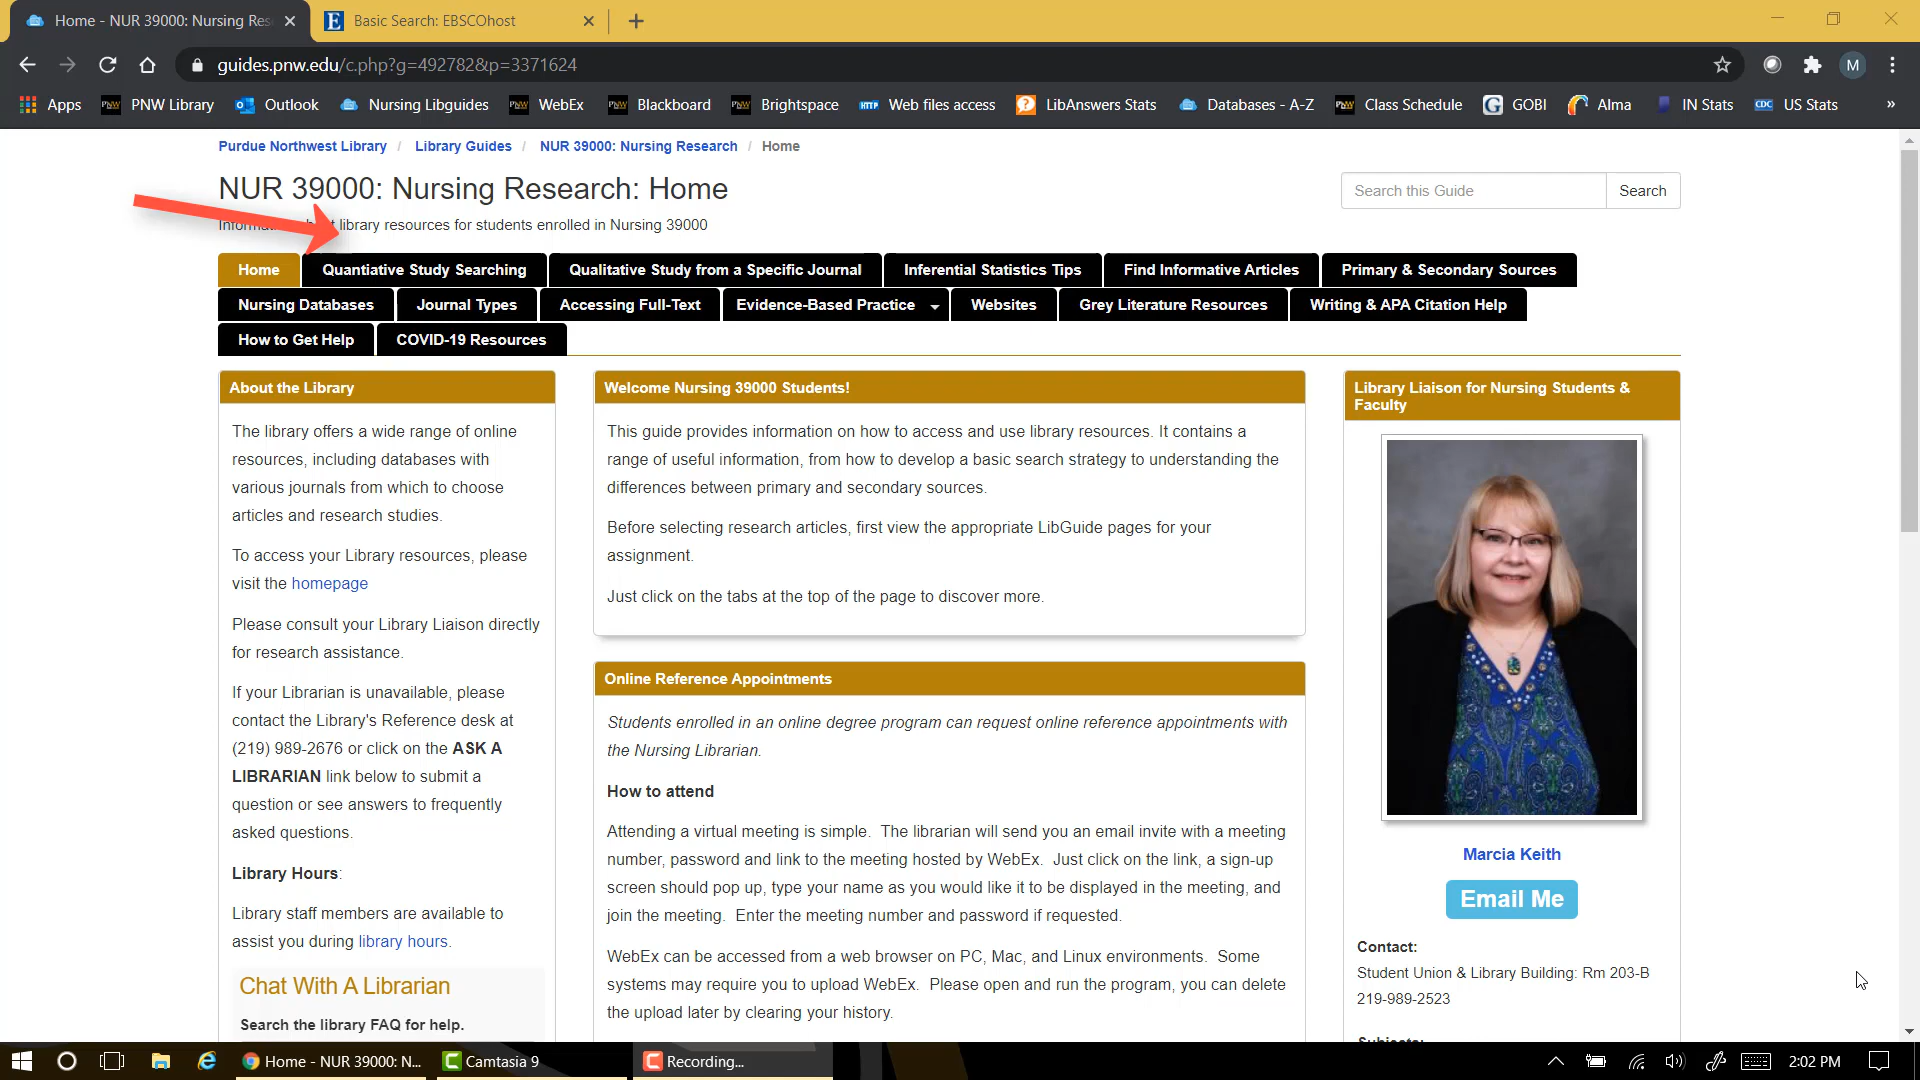 Home - NUR 39000: Nursing Res
Basic Search: EBSCOhost
guides.pnw.edu/c.php?g=492782&p=3371624
M
Apps
PNW Library
Outlook
Nursing Libguides
WebEx
Blackboard
Brightspace
Web files access
LibAnswers Stats
Databases - A-Z
Class Schedule
GOBI
Alma
IN Stats
US Stats
»
Purdue Northwest Library / Library Guides / NUR 39000: Nursing Research / Home
NUR 39000: Nursing Research: Home
Search this Guide
Search
library resources for students enrolled in Nursing 39000
Home
Quantiative Study Searching
Qualitative Study from a Specific Journal
Inferential Statistics Tips
Find Informative Articles
Primary & Secondary Sources
Nursing Databases
Journal Types
Accessing Full-Text
Evidence-Based Practice
Websites
Grey Literature Resources
Writing & APA Citation Help
How to Get Help
COVID-19 Resources
About the Library
The library offers a wide range of online
resources, including databases with
various journals from which to choose
articles and research studies.
To access your Library resources, please
visit the homepage
Please consult your Library Liaison directly
for research assistance.
If your Librarian is unavailable, please
contact the Library's Reference desk at
(219) 989-2676 or click on the ASK A
LIBRARIAN link below to submit a
question or see answers to frequently
asked questions.
Library Hours:
Library staff members are available to
assist you during library hours.
Chat With A Librarian
Search the library FAQ for help.
Welcome Nursing 39000 Students!
This guide provides information on how to access and use library resources. It contains a
range of useful information, from how to develop a basic search strategy to understanding the
differences between primary and secondary sources.
Before selecting research articles, first view the appropriate LibGuide pages for your
assignment.
Just click on the tabs at the top of the page to discover more.
Online Reference Appointments
Students enrolled in an online degree program can request online reference appointments with
the Nursing Librarian.
How to attend
Attending a virtual meeting is simple. The librarian will send you an email invite with a meeting
number, password and link to the meeting hosted by WebEx. Just click on the link, a sign-up
screen should pop up, type your name as you would like it to be displayed in the meeting, and
join the meeting. Enter the meeting number and password if requested.
WebEx can be accessed from a web browser on PC, Mac, and Linux environments. Some
systems may require you to upload WebEx. Please open and run the program, you can delete
the upload later by clearing your history.
Library Liaison for Nursing Students &
Faculty
Marcia Keith
Email Me
Contact:
Student Union & Library Building: Rm 203-B
219-989-2523
Home - NUR 39000: N...
Camtasia 9
Recording...
2:02 PM